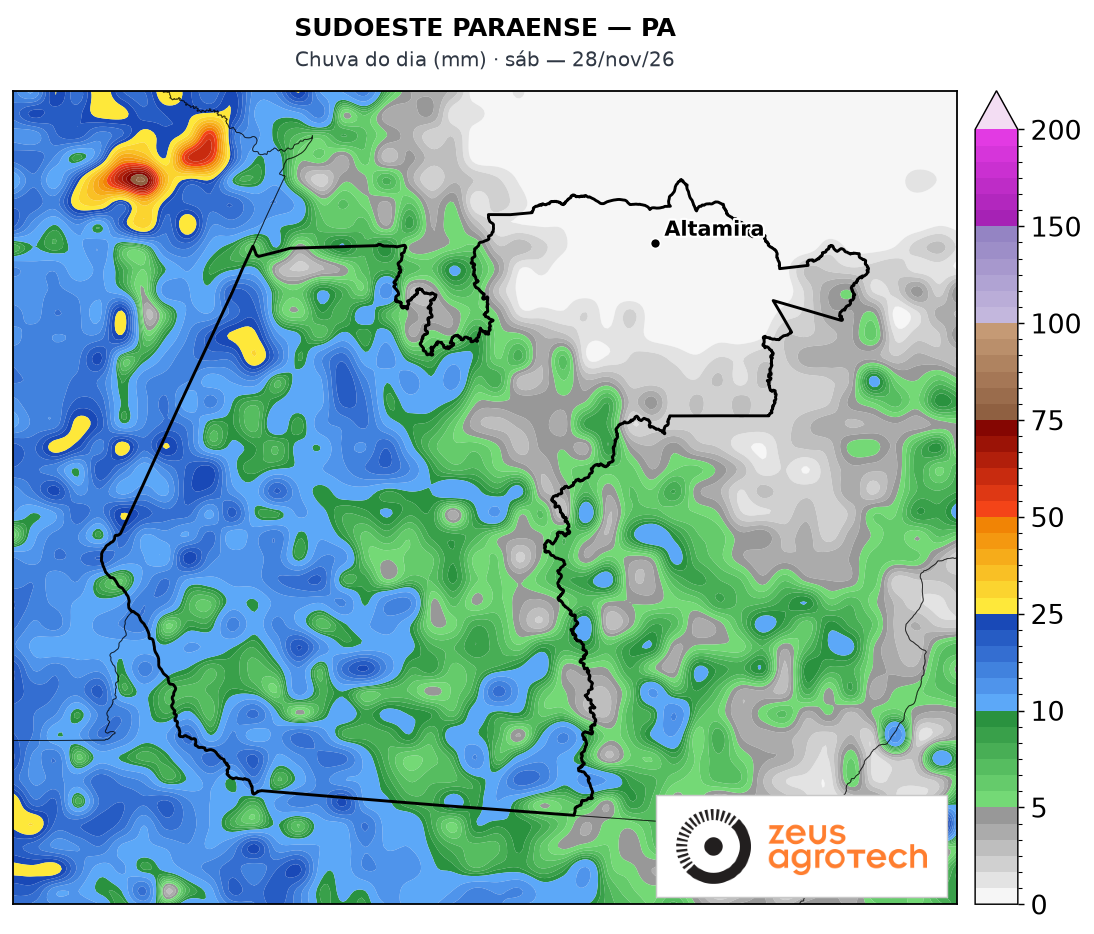 SUDOESTE PARAENSE — PA
Chuva do dia (mm) · sáb — 28/nov/26
Altamira
200
150
100
75
50
25
10
5
0
zeus
agrotech